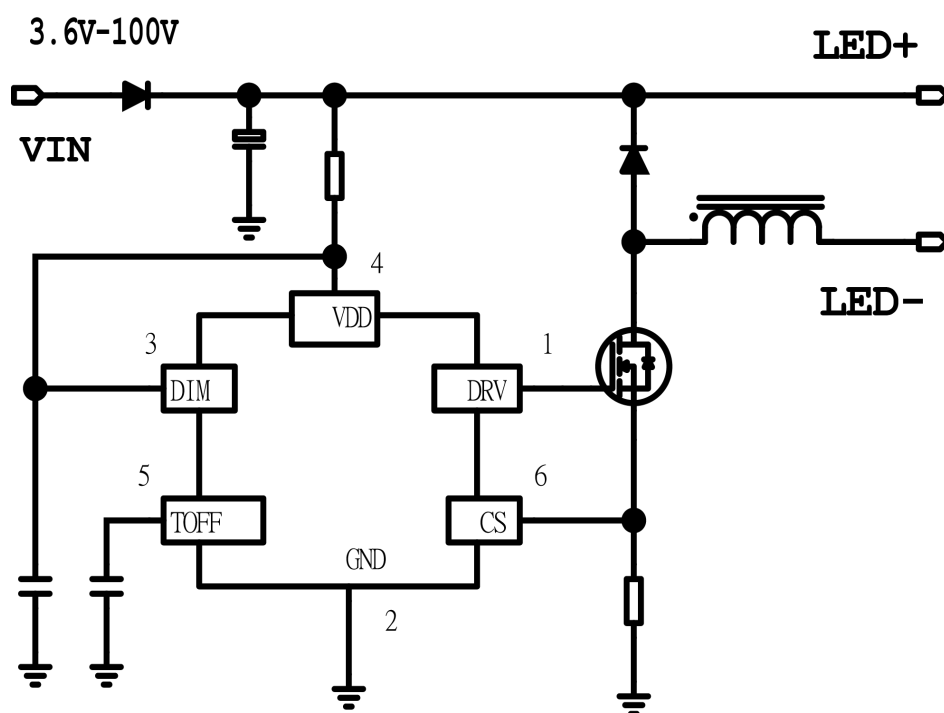 3.6V-100V
LED+
VIN
4
LED-
VDD
3
1
DIM
DRV
5
6
TOFF
CS
GND
2